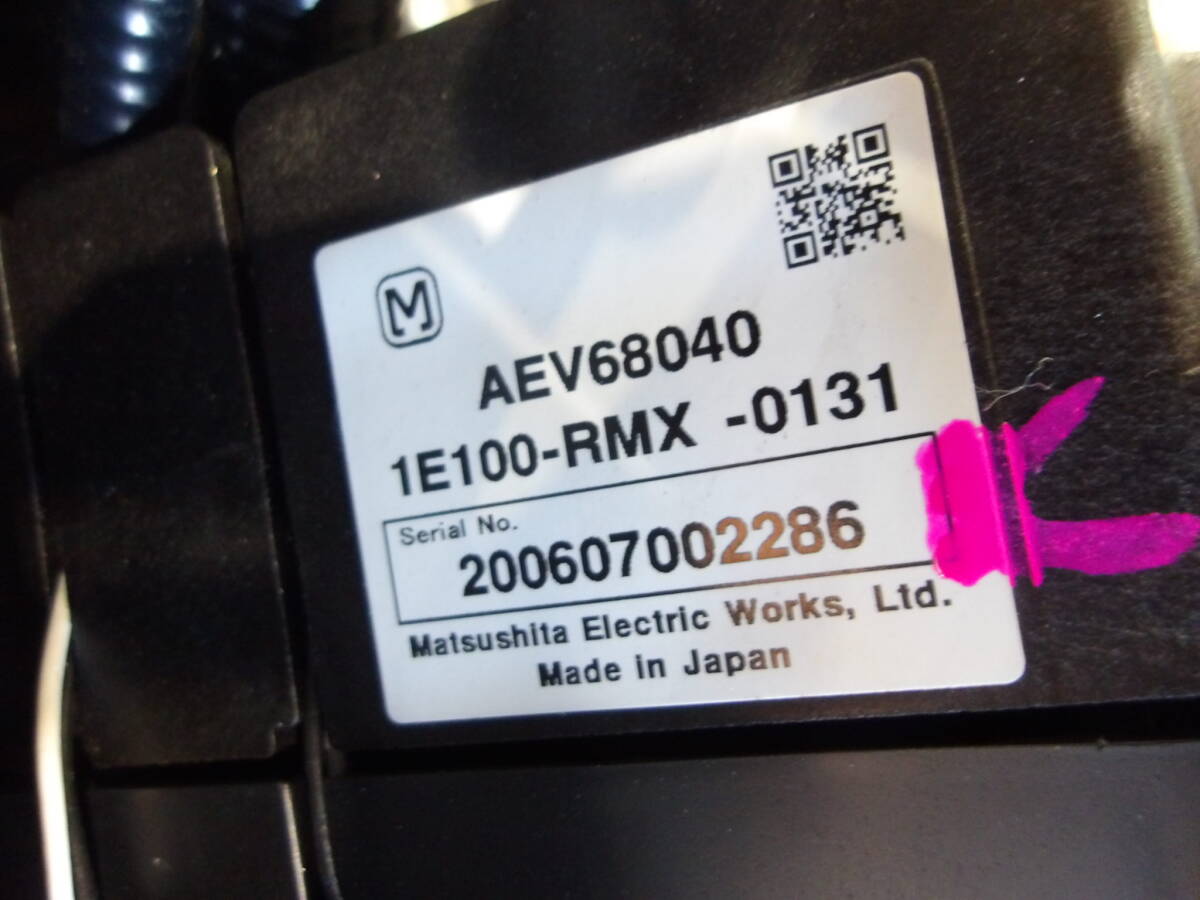 M
AEV68040
1E100-RMX -0131
Serial No.
200607002286
Matsushita Electric Works, Ltd.
Made in Japan